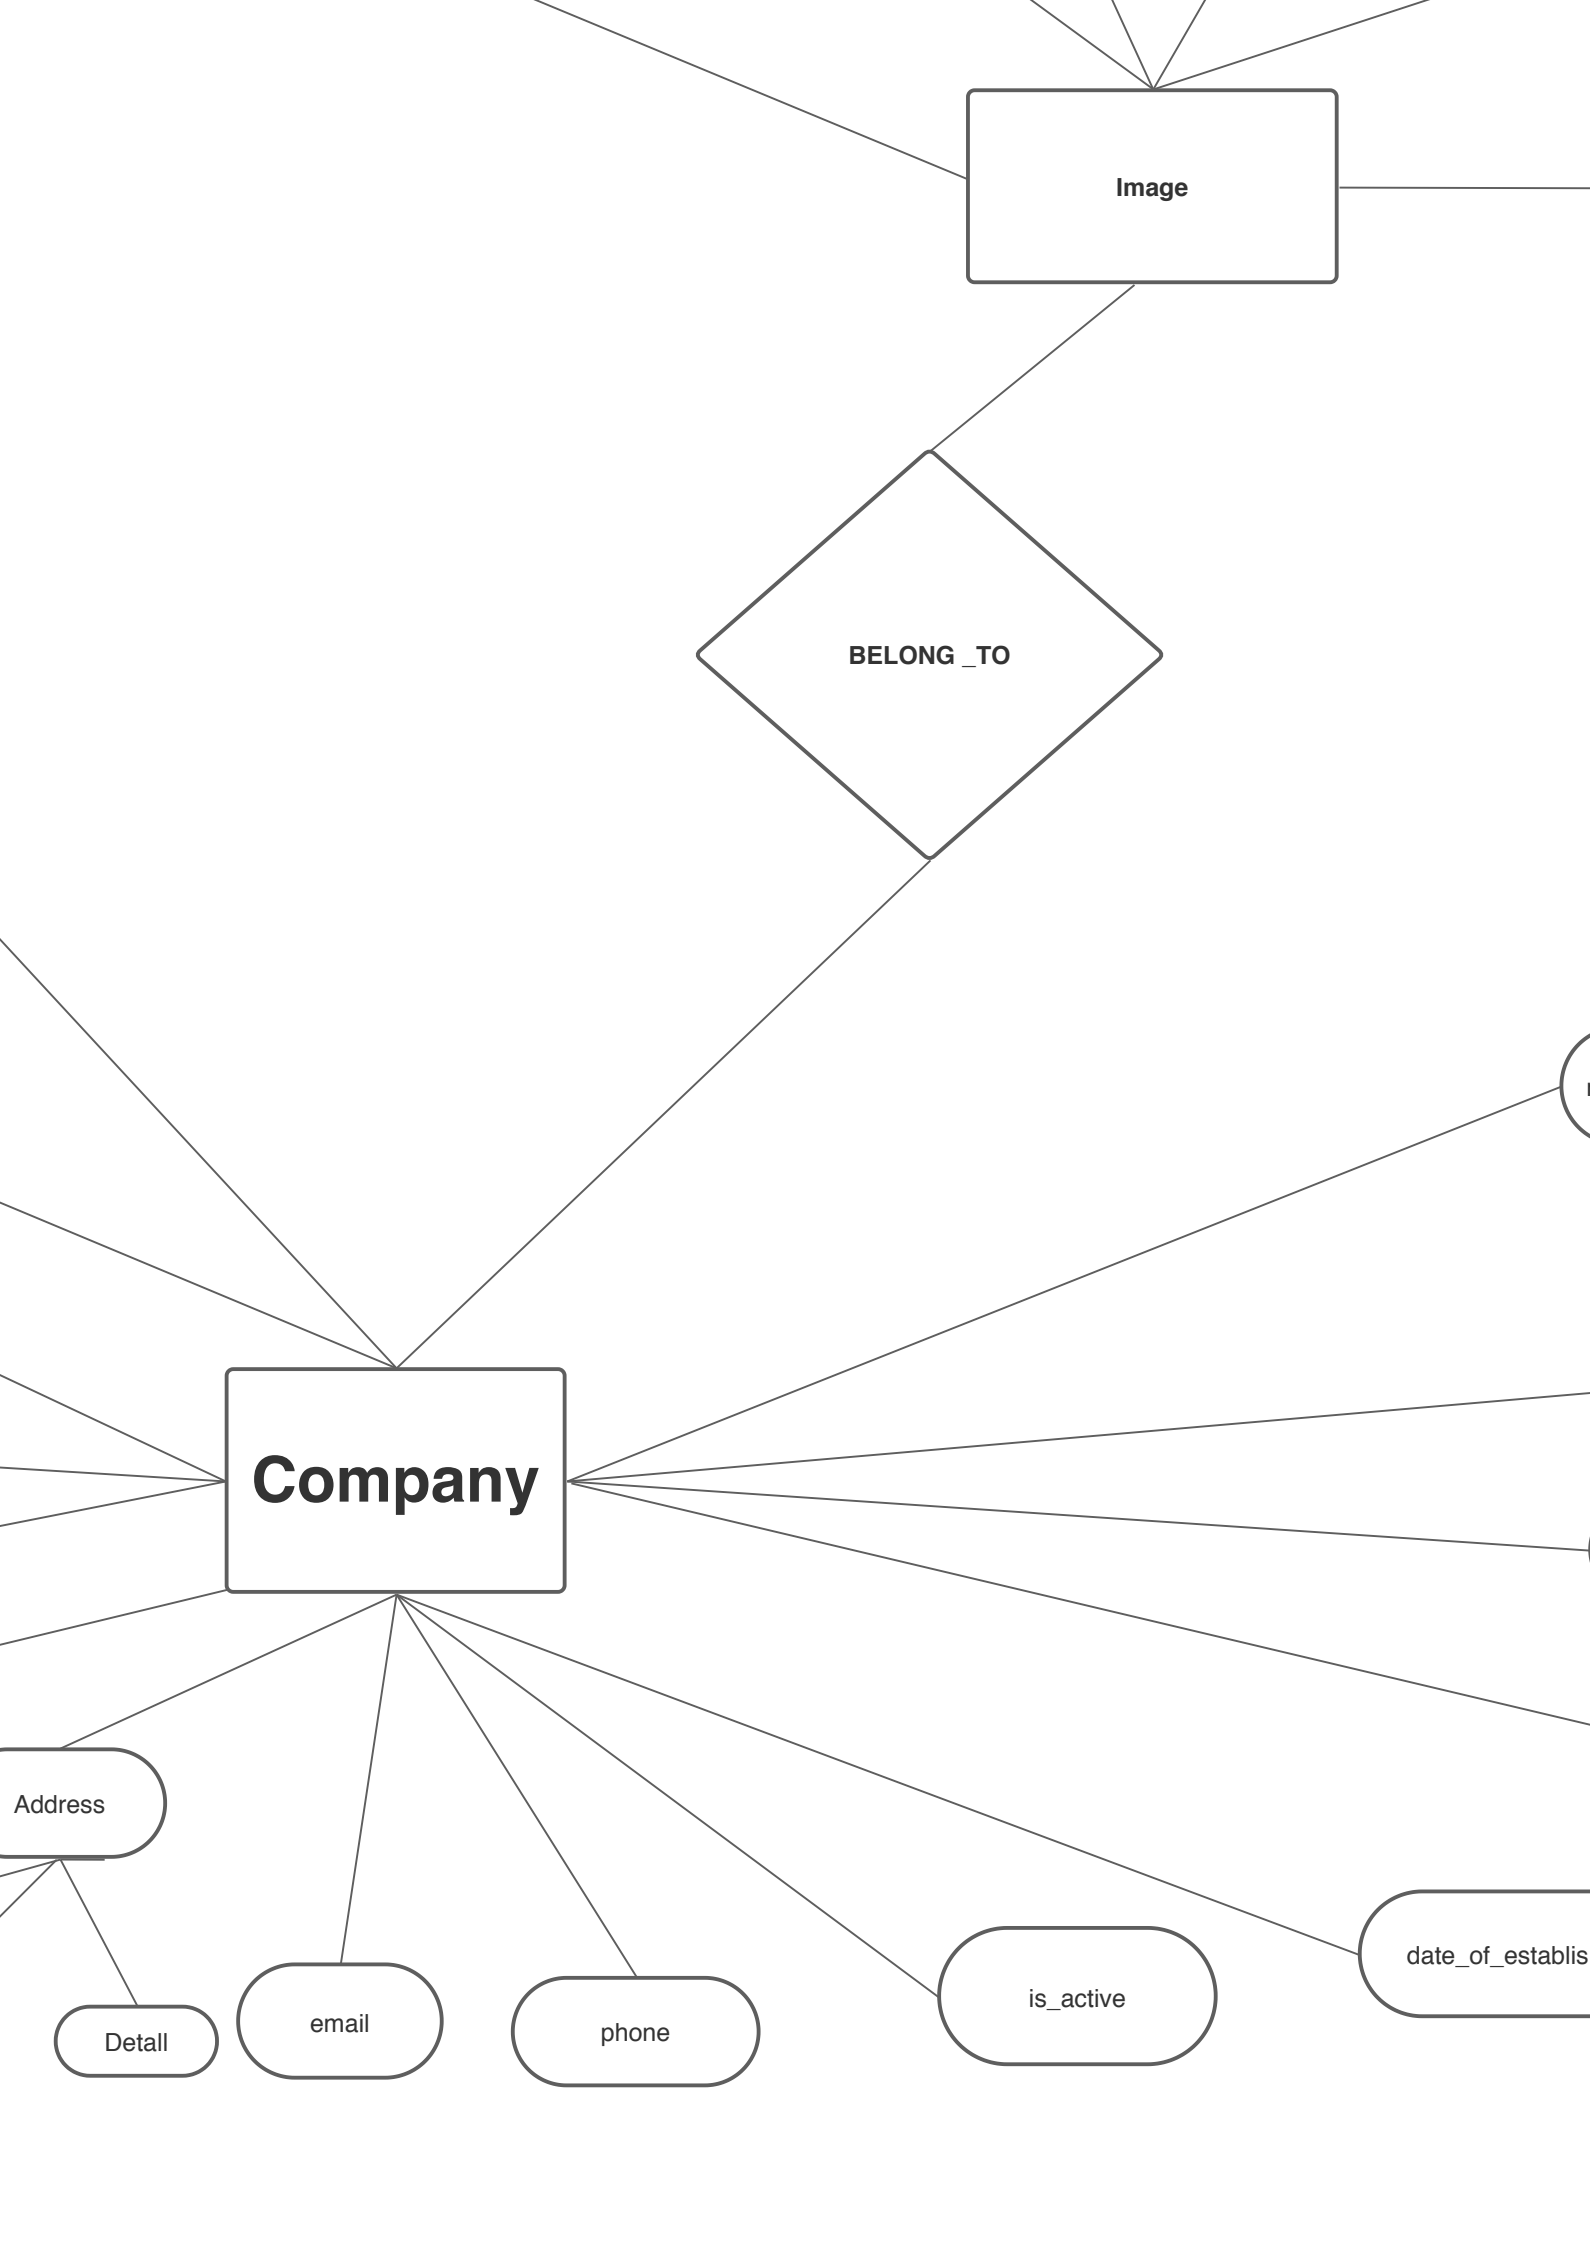 Image
BELONG _TO
Company
Address
date_of_establis
is_active
email
phone
Detall